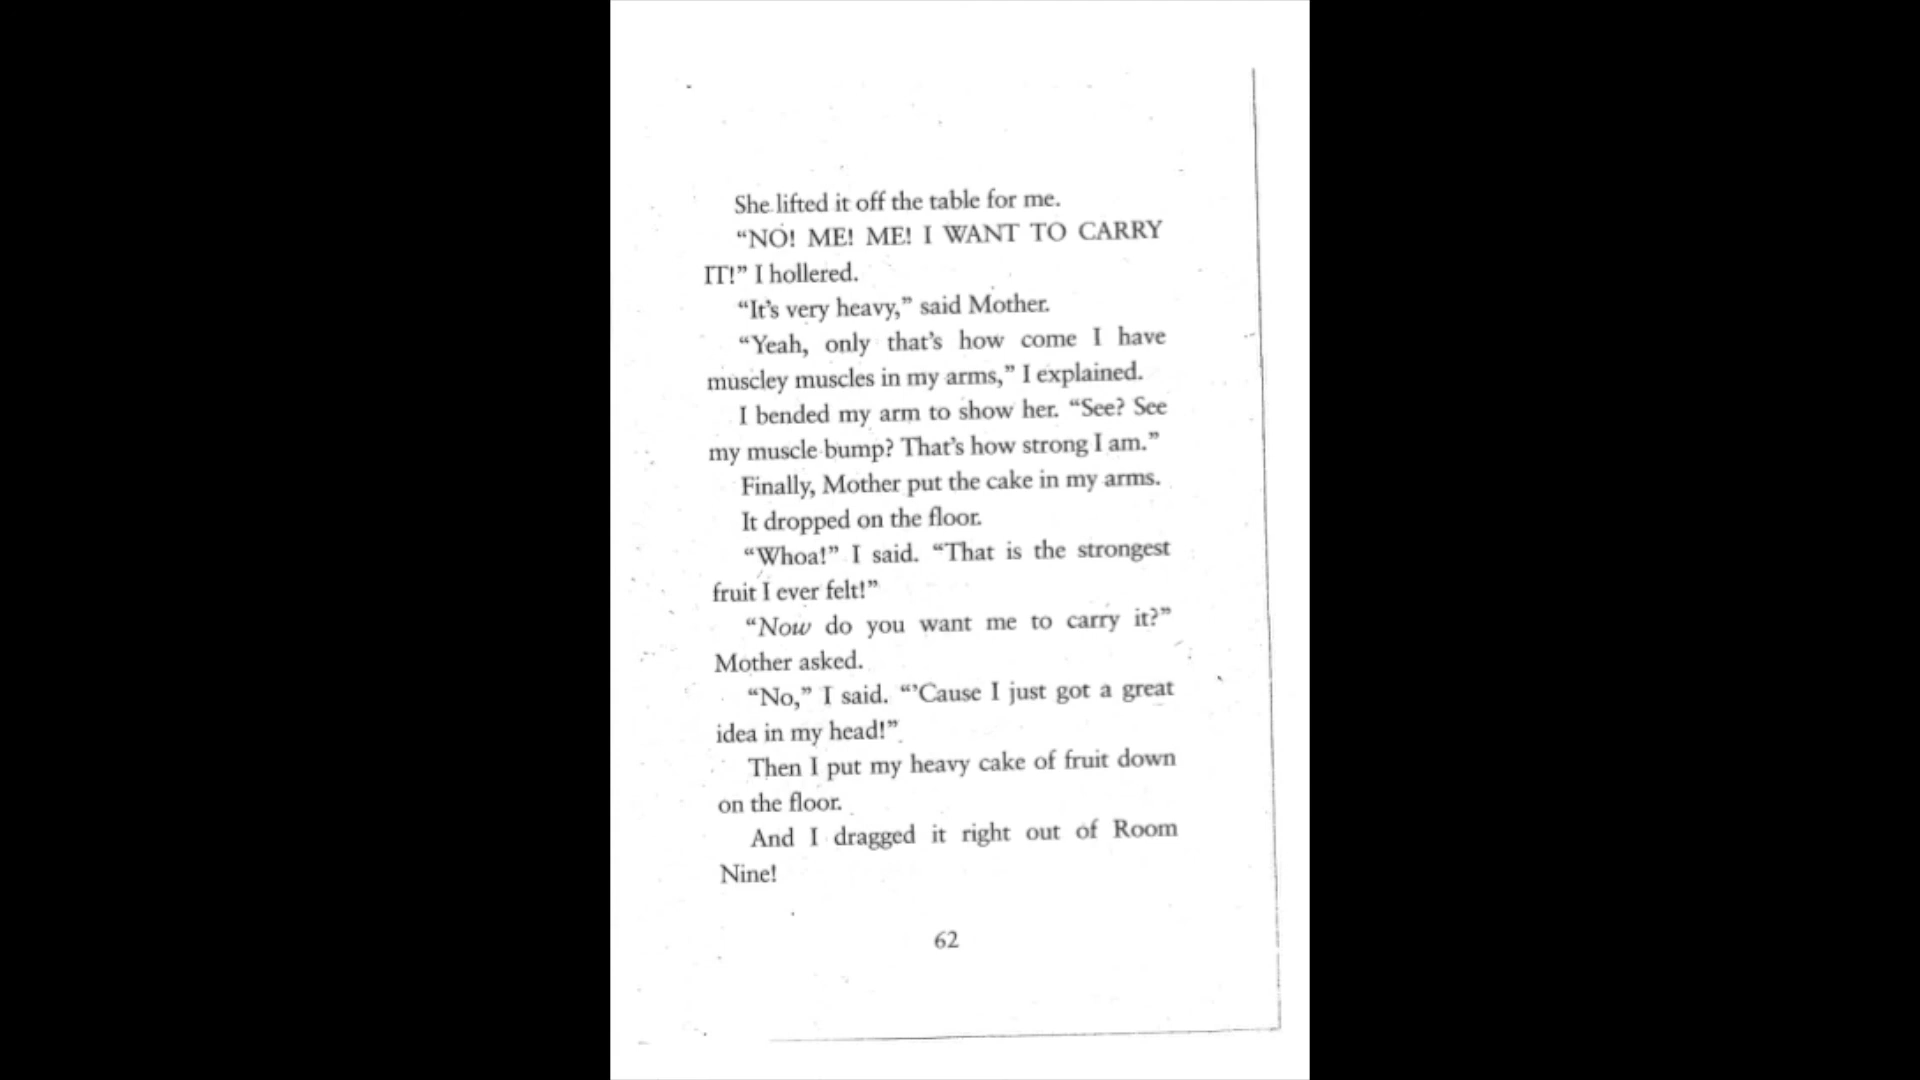 She lifted it off the table for me.
“NO! ME! ME! I WANT TO CARRY
IT!” I hollered.
“It’s very heavy,” said Mother.
“Yeah, only that’s how come I have
muscley muscles in my arms,” I explained.
I bended my arm to show her. “See? See
my muscle bump? That’s how strong I am.”
Finally, Mother put the cake in my arms.
It dropped on the floor.
“Whoa!” I said. “That is the strongest
fruit I ever felt!”
“Now do you want me to carry it?”
Mother asked.
“No,” I said. “’Cause I just got a great
idea in my head!”
Then I put my heavy cake of fruit down
on the floor.
And I dragged it right out of Room
Nine!
62